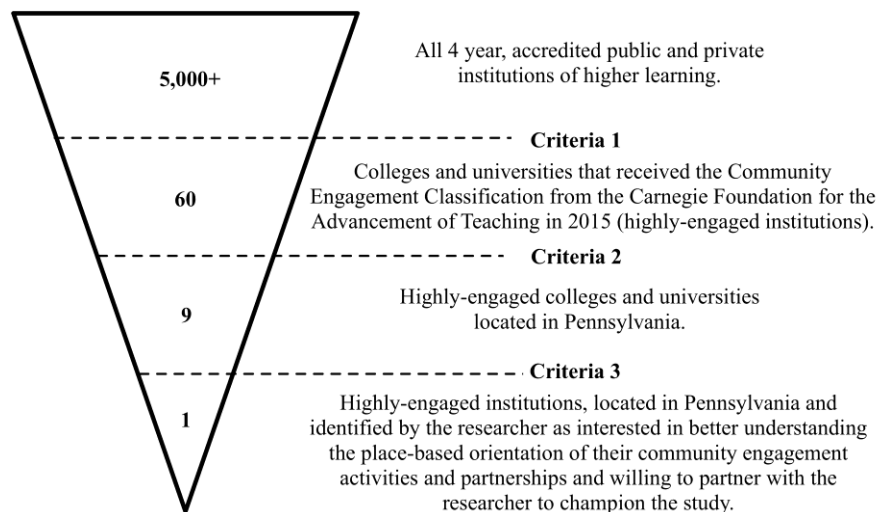 All 4 year, accredited public and private
institutions of higher learning.
5,000+
Criteria 1
Colleges and universities that received the Community
Engagement Classification from the Carnegie Foundation for the
Advancement of Teaching in 2015 (highly-engaged institutions).
60
Criteria 2
Highly-engaged colleges and universities
located in Pennsylvania.
9
Criteria 3
Highly-engaged institutions, located in Pennsylvania and
identified by the researcher as interested in better understanding
the place-based orientation of their community engagement
activities and partnerships and willing to partner with the
researcher to champion the study.
1